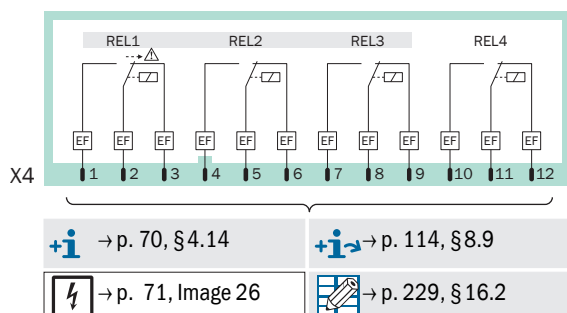 REL1 REL2 REL3 REL4
EF EF EF EF EF EF EF EF EF EF EF EF
X4 1 2 3 4 5 6 7 8 9 10 11 12
+i → p. 70, § 4.14 +i → p. 114, § 8.9
→ p. 71, Image 26 → p. 229, § 16.2